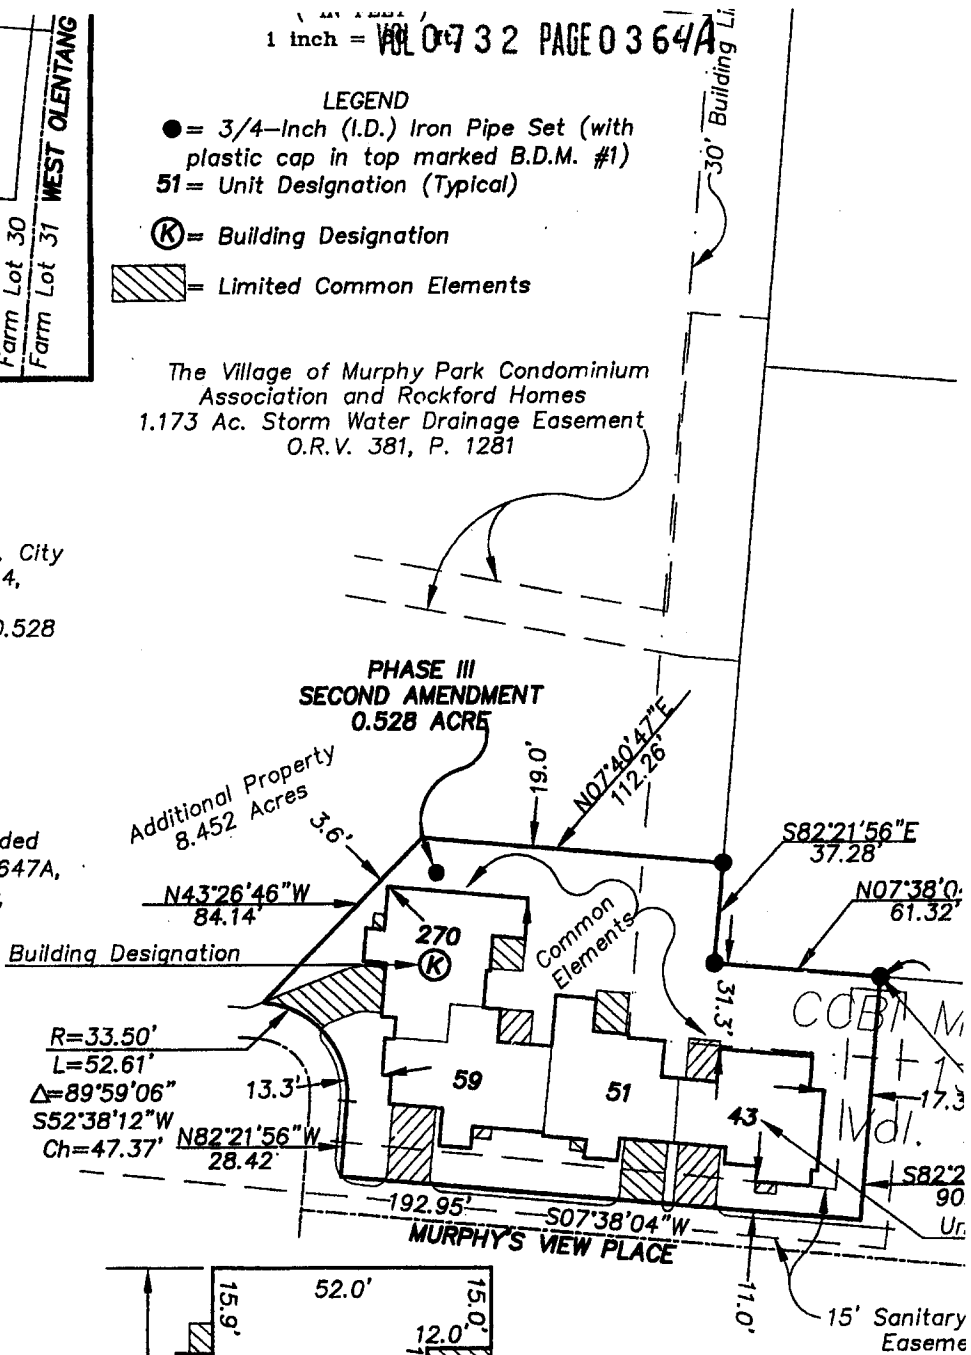 ( IN FEET )
1 inch = ft.
VOL 0732 PAGE 0364A
WEST OLENTANG
Farm Lot 30
Farm Lot 31
30' Building Li
LEGEND
= 3/4-Inch (I.D.) Iron Pipe Set (with
plastic cap in top marked B.D.M. #1)
51= Unit Designation (Typical)
K = Building Designation
= Limited Common Elements
The Village of Murphy Park Condominium
Association and Rockford Homes
1.173 Ac. Storm Water Drainage Easement
O.R.V. 381, P. 1281
. City
4,
0.528
PHASE III
SECOND AMENDMENT
0.528 ACRE
Additional Property
8.452 Acres
3.6'
19.0'
N07°40'47"E
112.26'
S82°21'56"E
37.28'
ded
647A,
N43°26'46"W
84.14'
N07°38'0
61.32'
Building Designation
270
K
Common
Elements
31.3'
COBI M
R=33.50'
L=52.61'
Δ=89°59'06"
S52°38'12"W
Ch=47.37'
13.3'
59
51
43
17.3
Vol.
N82°21'56"W
28.42'
S82°2
90
192.95'
S07°38'04"W
MURPHY'S VIEW PLACE
Un
11.0'
15' Sanitary
Easeme
52.0'
15.9'
15.0'
12.0'